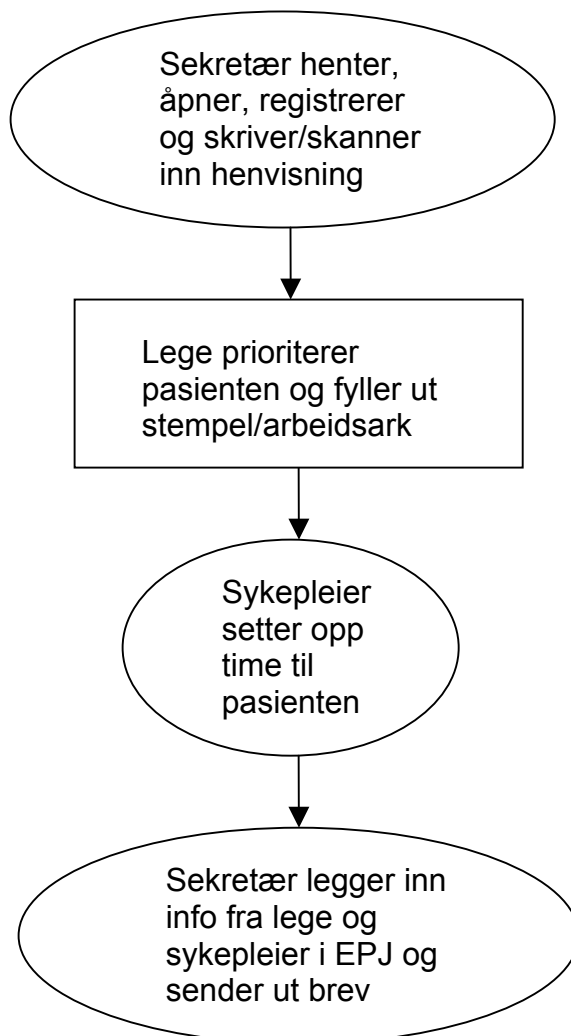 Sekretær henter,
åpner, registrerer
og skriver/skanner
inn henvisning
Lege prioriterer
pasienten og fyller ut
stempel/arbeidsark
Sykepleier
setter opp
time til
pasienten
Sekretær legger inn
info fra lege og
sykepleier i EPJ og
sender ut brev